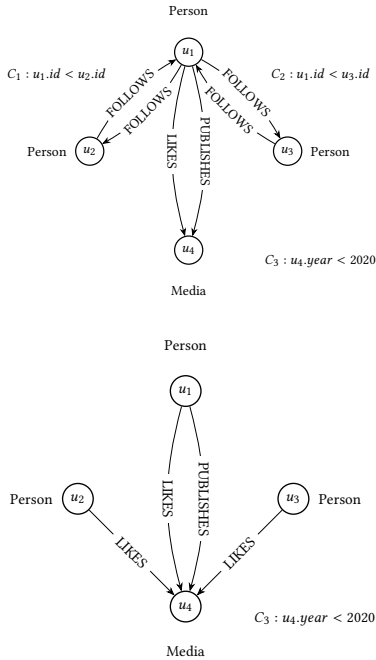 Person
u₁
C₁ : u₁.id < u₂.id
C₂ : u₁.id < u₃.id
FOLLOWS
FOLLOWS
FOLLOWS
FOLLOWS
Person
u₂
LIKES
PUBLISHES
u₃
Person
u₄
C₃ : u₄.year < 2020
Media
Person
u₁
Person
u₂
LIKES
PUBLISHES
u₃
Person
LIKES
LIKES
u₄
C₃ : u₄.year < 2020
Media